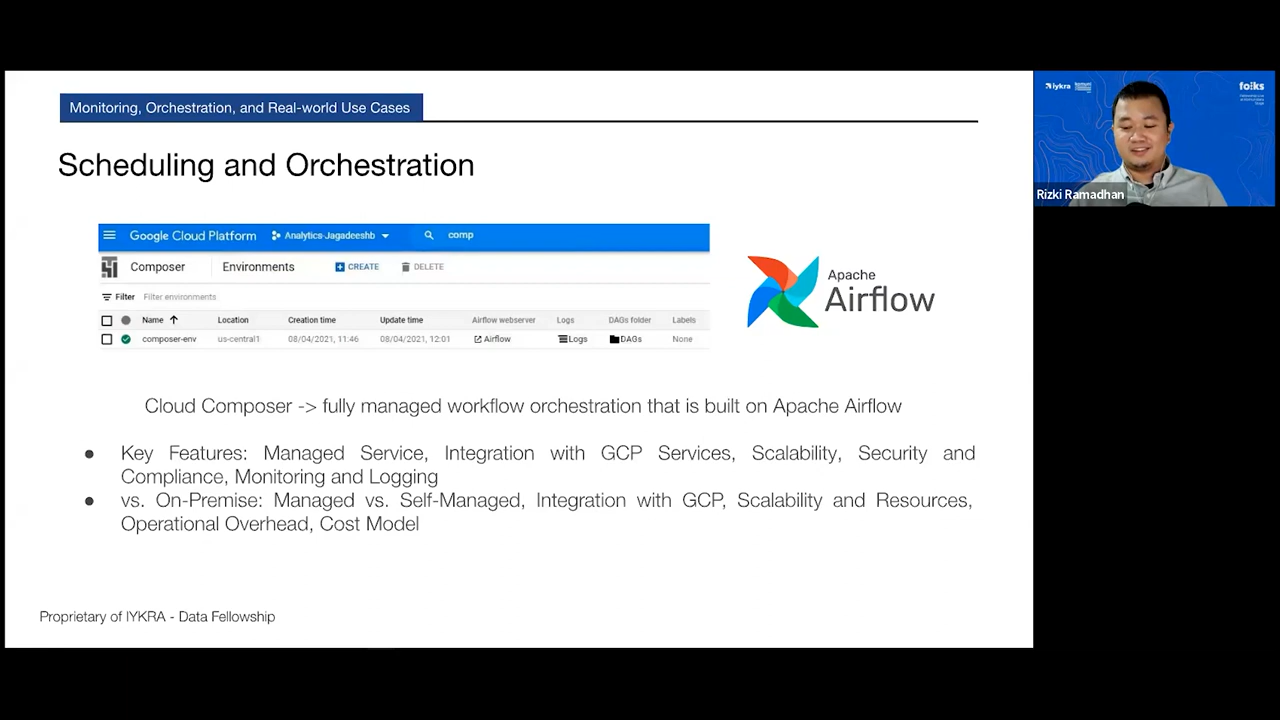 Monitoring, Orchestration, and Real-world Use Cases
Scheduling and Orchestration
Google Cloud Platform
Analytics-Jagadeeshb
comp
Composer
Environments
CREATE
DELETE
Filter
Filter environments
Name
Location
Creation time
Update time
Airflow webserver
Logs
DAGs folder
Labels
composer-env
us-central1
08/04/2021, 11:46
08/04/2021, 12:01
Airflow
Logs
DAGs
None
Apache
Airflow
Cloud Composer -> fully managed workflow orchestration that is built on Apache Airflow
● Key Features: Managed Service, Integration with GCP Services, Scalability, Security and
Compliance, Monitoring and Logging
● vs. On-Premise: Managed vs. Self-Managed, Integration with GCP, Scalability and Resources,
Operational Overhead, Cost Model
Proprietary of IYKRA - Data Fellowship
iykra
fo:ks
Rizki Ramadhan